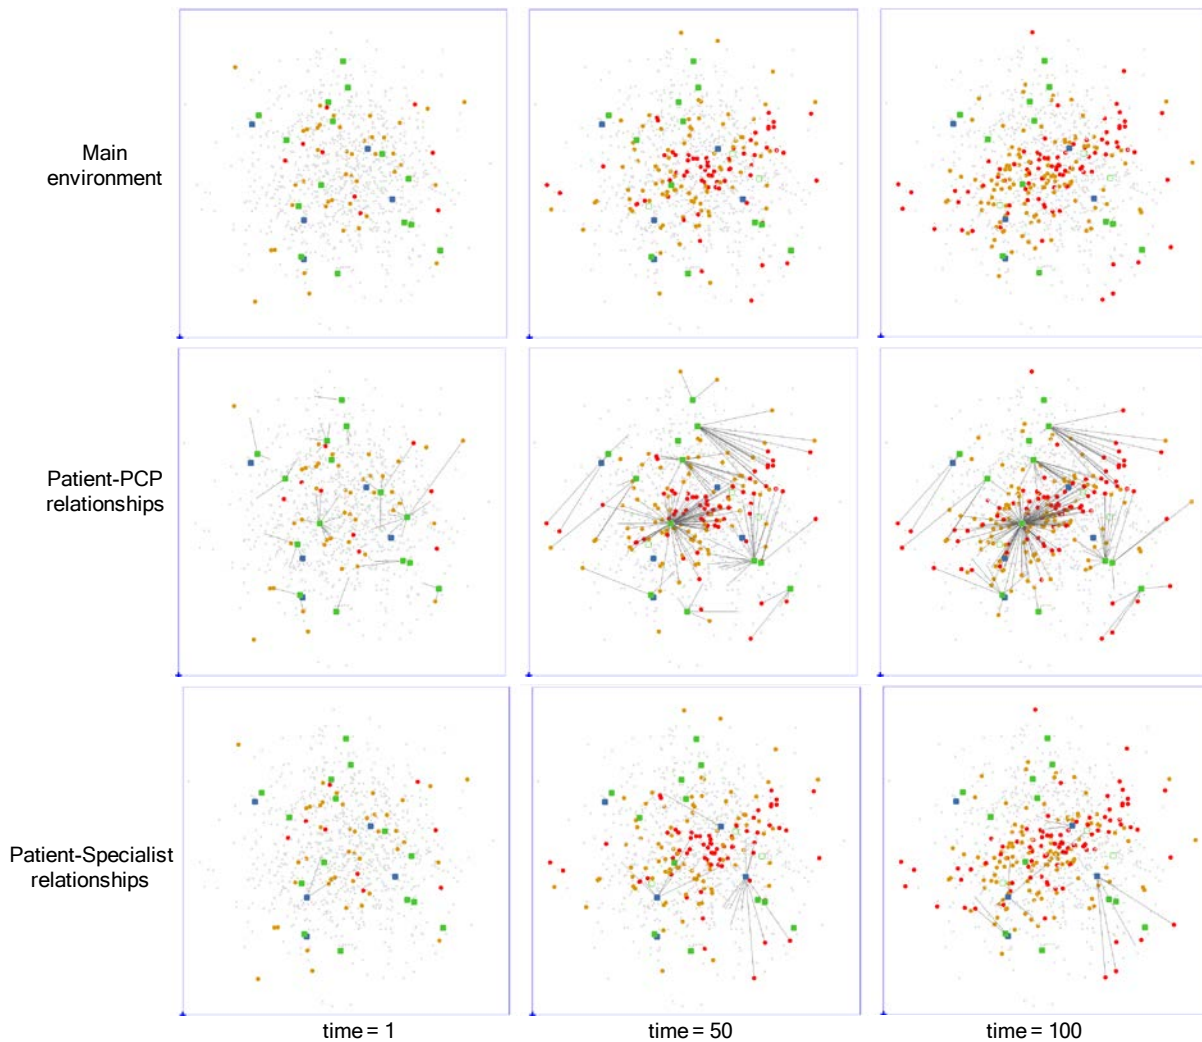 Main
environment
Patient-PCP
relationships
Patient-Specialist
relationships
time = 1
time = 50
time = 100